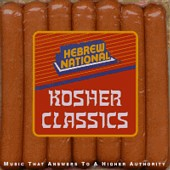 HEBREW
NATIONAL
KOSHER
CLASSICS
MUSIC THAT ANSWERS TO A HIGHER AUTHORITY